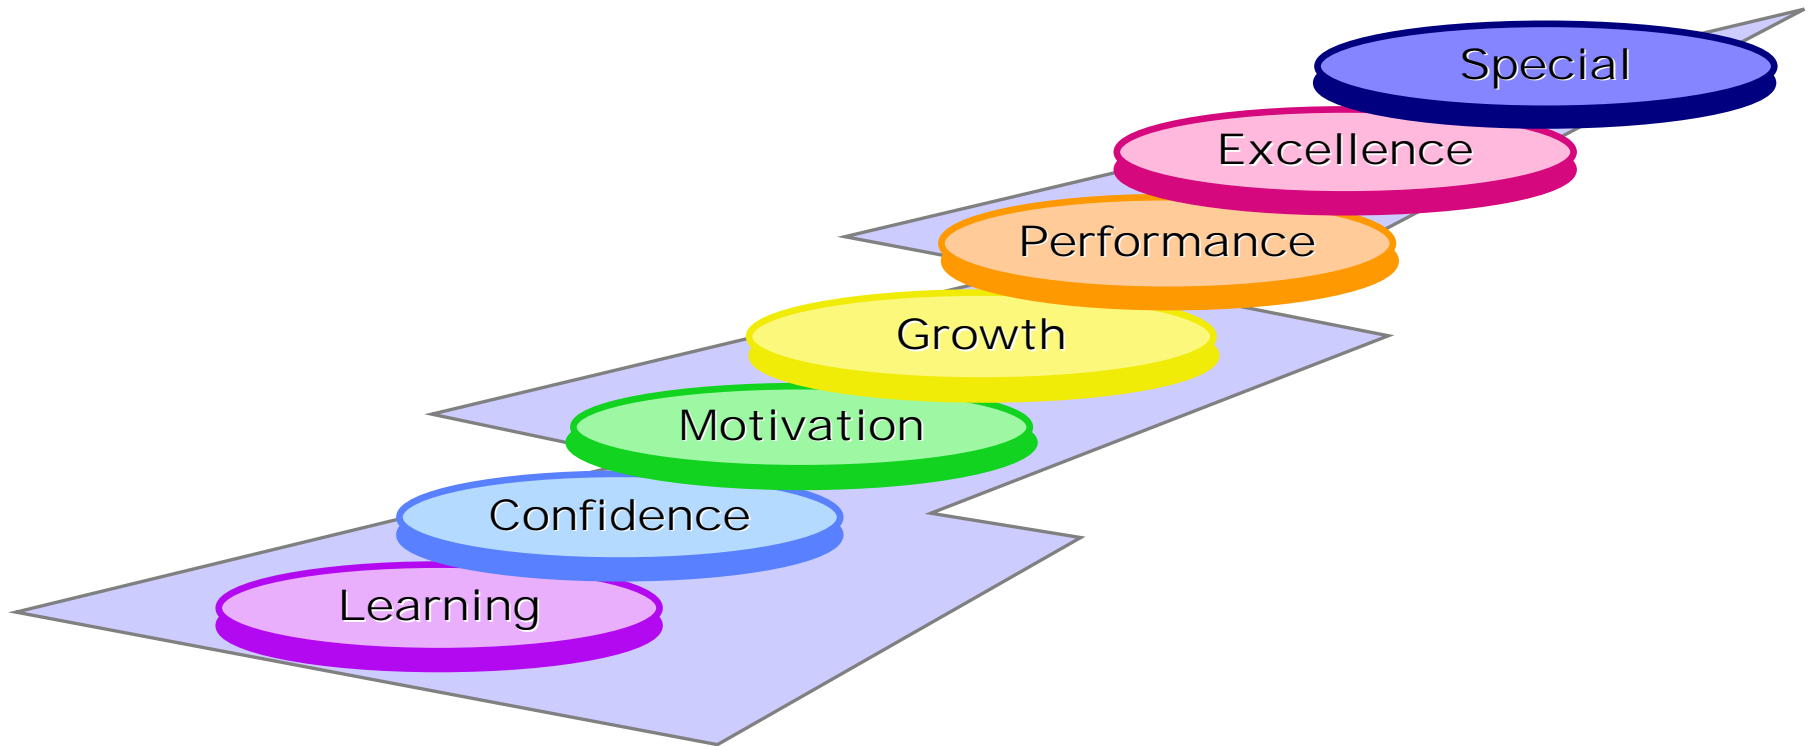 Special
Excellence
Performance
Growth
Motivation
Confidence
Learning